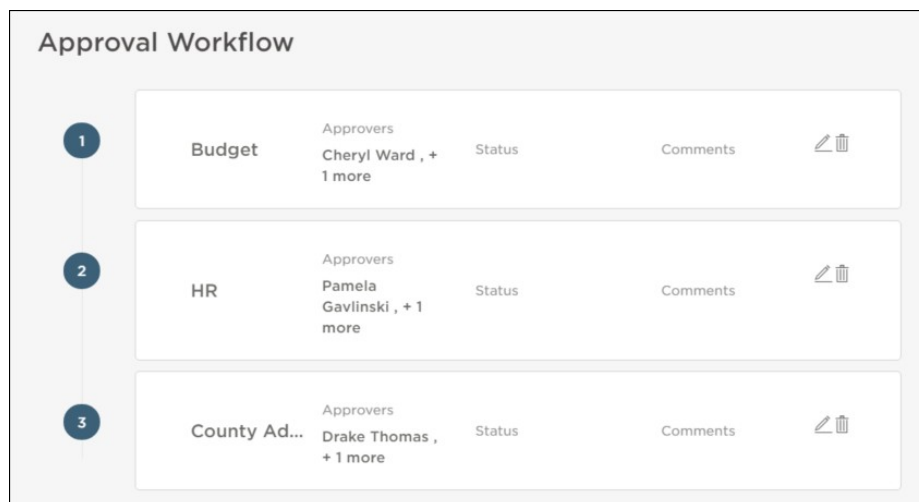 Approval Workflow
1
Budget
Approvers
Cheryl Ward , +
1 more
Status
Comments
2
HR
Approvers
Pamela
Gavlinski , + 1
more
Status
Comments
3
County Ad...
Approvers
Drake Thomas ,
+ 1 more
Status
Comments